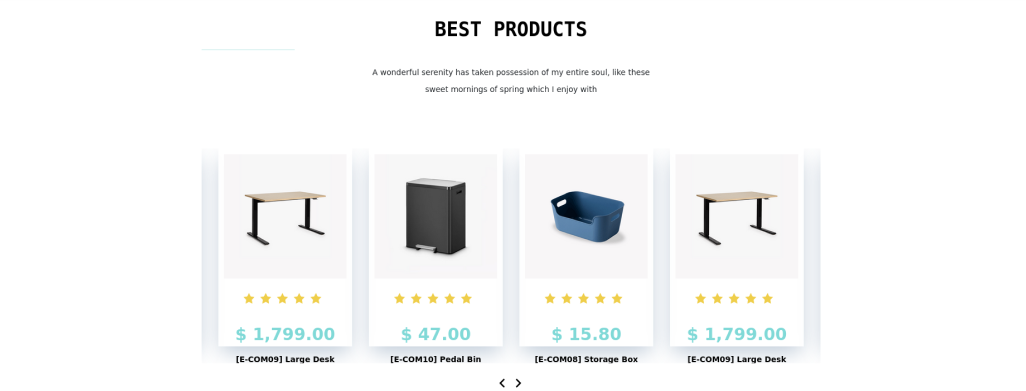 BEST PRODUCTS
A wonderful serenity has taken possession of my entire soul, like these
sweet mornings of spring which I enjoy with
$ 1,799.00
[E-COM09] Large Desk
$ 47.00
[E-COM10] Pedal Bin
$ 15.80
[E-COM08] Storage Box
$ 1,799.00
[E-COM09] Large Desk